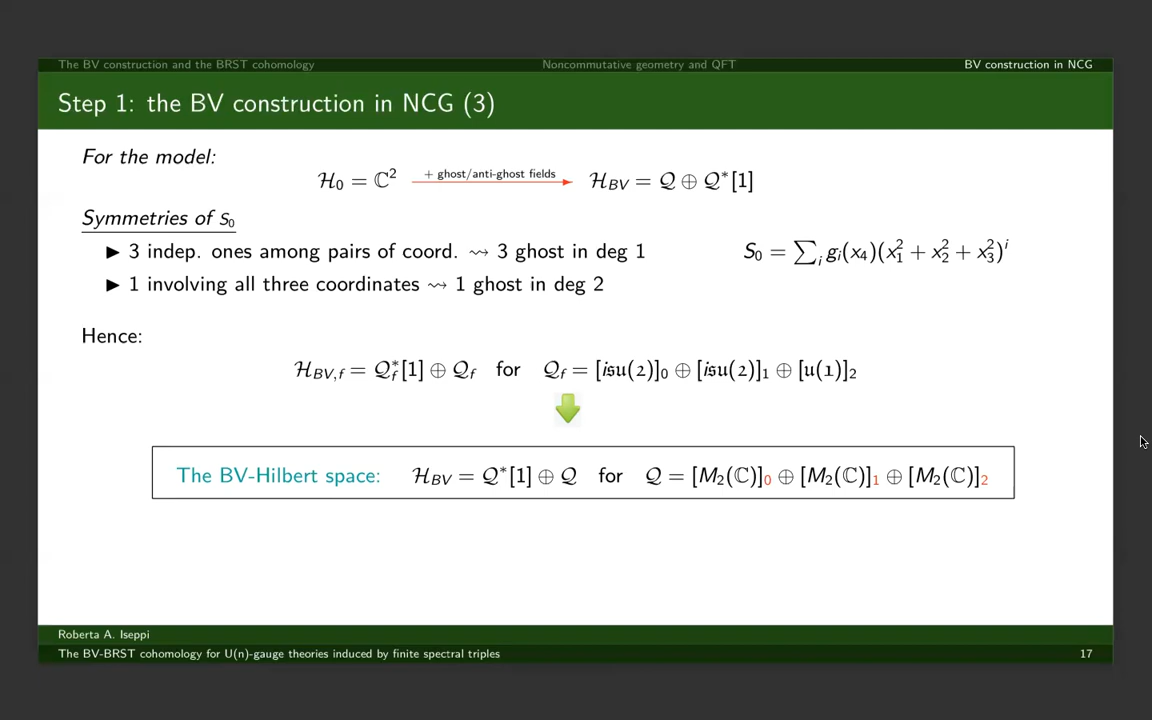 The BV construction and the BRST cohomology Noncommutative geometry and QFT BV construction in NCG
Step 1: the BV construction in NCG (3)
For the model:
ℋ₀ = ℂ² + ghost/anti-ghost fields ℋ_BV = 𝒬 ⊕ 𝒬*[1]
Symmetries of S₀
▶ 3 indep. ones among pairs of coord. ⇝ 3 ghost in deg 1 S₀ = ∑ᵢ gᵢ(x₄)(x₁² + x₂² + x₃²)ⁱ
▶ 1 involving all three coordinates ⇝ 1 ghost in deg 2
Hence:
ℋ_BV,f = 𝒬*_f[1] ⊕ 𝒬_f for 𝒬_f = [i𝔰𝔲(2)]₀ ⊕ [i𝔰𝔲(2)]₁ ⊕ [𝔲(1)]₂
The BV-Hilbert space: ℋ_BV = 𝒬*[1] ⊕ 𝒬 for 𝒬 = [M₂(ℂ)]₀ ⊕ [M₂(ℂ)]₁ ⊕ [M₂(ℂ)]₂
Roberta A. Iseppi
The BV-BRST cohomology for U(n)-gauge theories induced by finite spectral triples 17